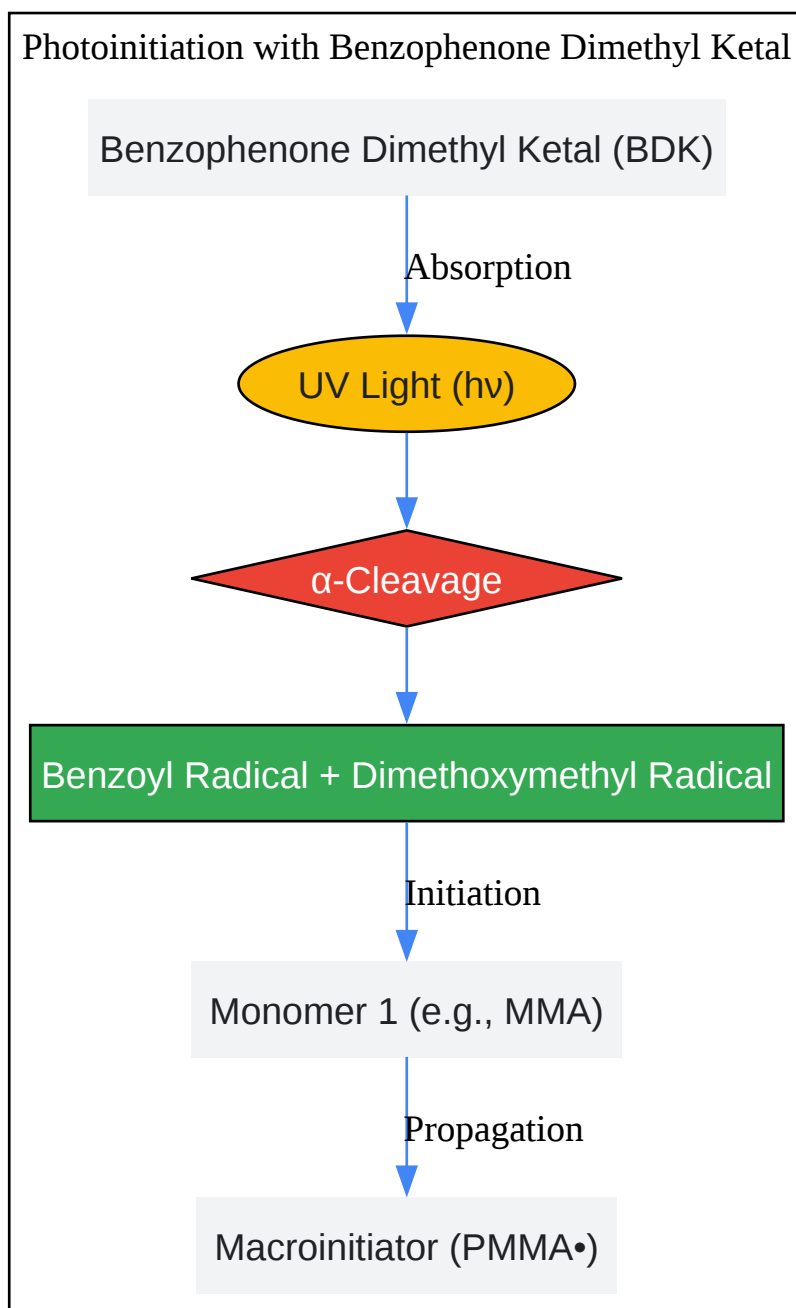 Photoinitiation with Benzophenone Dimethyl Ketal
Benzophenone Dimethyl Ketal (BDK)
Absorption
UV Light (hν)
α-Cleavage
Benzoyl Radical + Dimethoxymethyl Radical
Initiation
Monomer 1 (e.g., MMA)
Propagation
Macroinitiator (PMMA•)